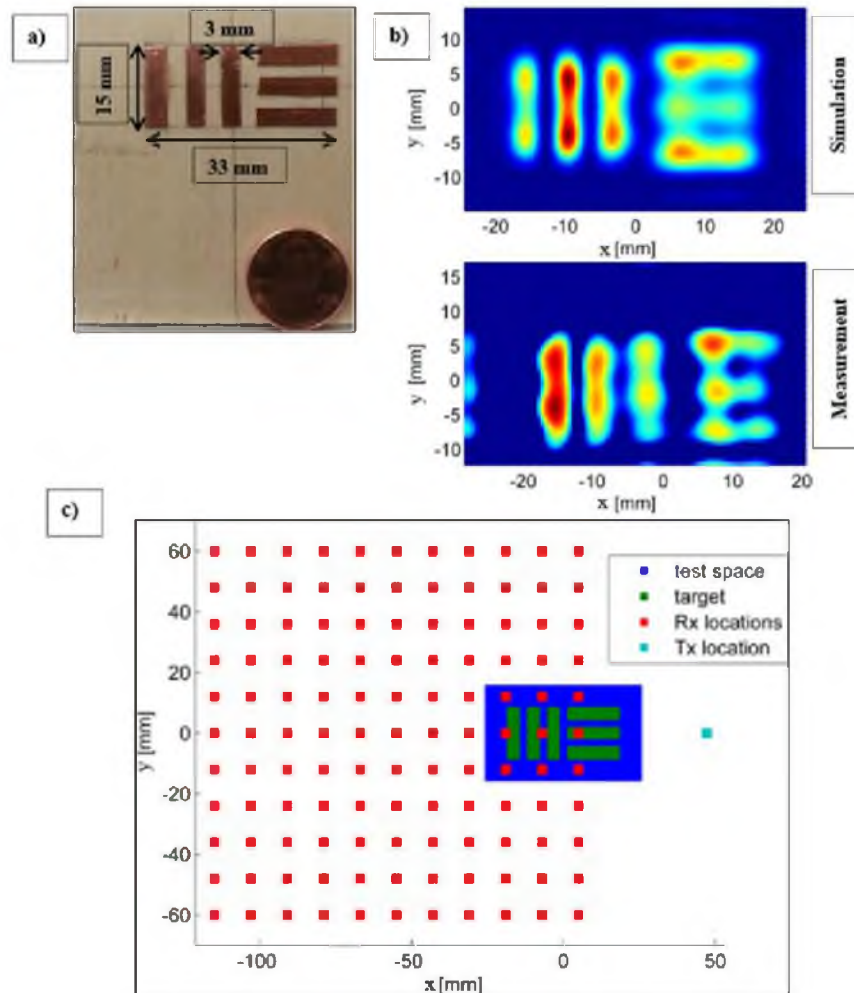 a)
3 mm
15 mm
33 mm
b)
10
5
0
-5
-10
y [mm]
-20
-10
0
10
20
x [mm]
Simulation
15
10
5
0
-5
-10
y [mm]
-20
-10
0
10
20
x [mm]
Measurement
c)
60
40
20
0
-20
-40
-60
y [mm]
-100
-50
0
50
x [mm]
test space
target
Rx locations
Tx location